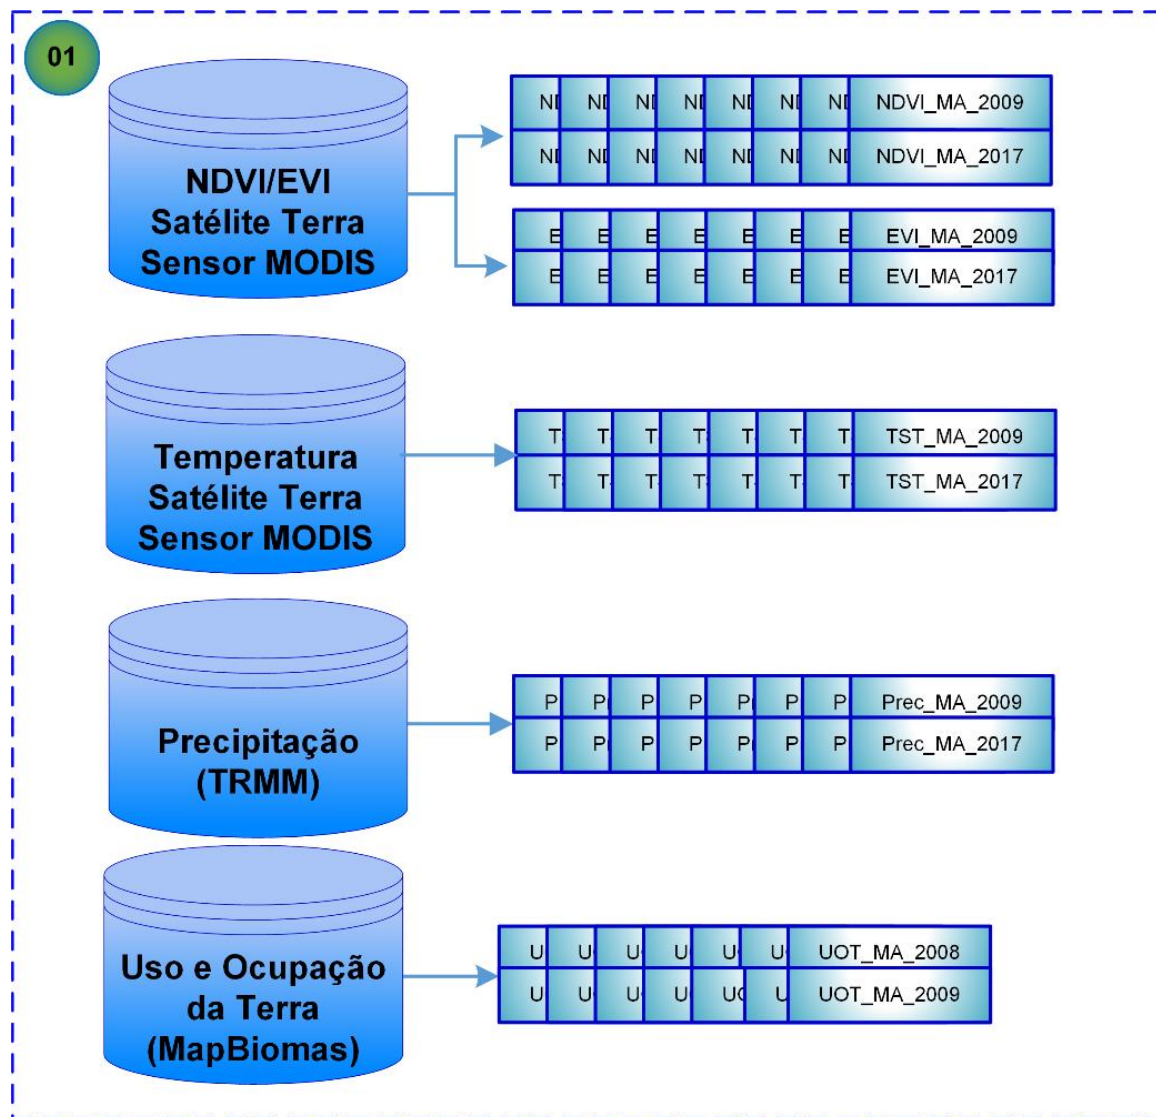 01
NDVI/EVI
Satélite Terra
Sensor MODIS
NDVI_MA_2009
NDVI_MA_2017
EVI_MA_2009
EVI_MA_2017
Temperatura
Satélite Terra
Sensor MODIS
TST_MA_2009
TST_MA_2017
Precipitação
(TRMM)
Prec_MA_2009
Prec_MA_2017
Uso e Ocupação
da Terra
(MapBiomas)
UOT_MA_2008
UOT_MA_2009